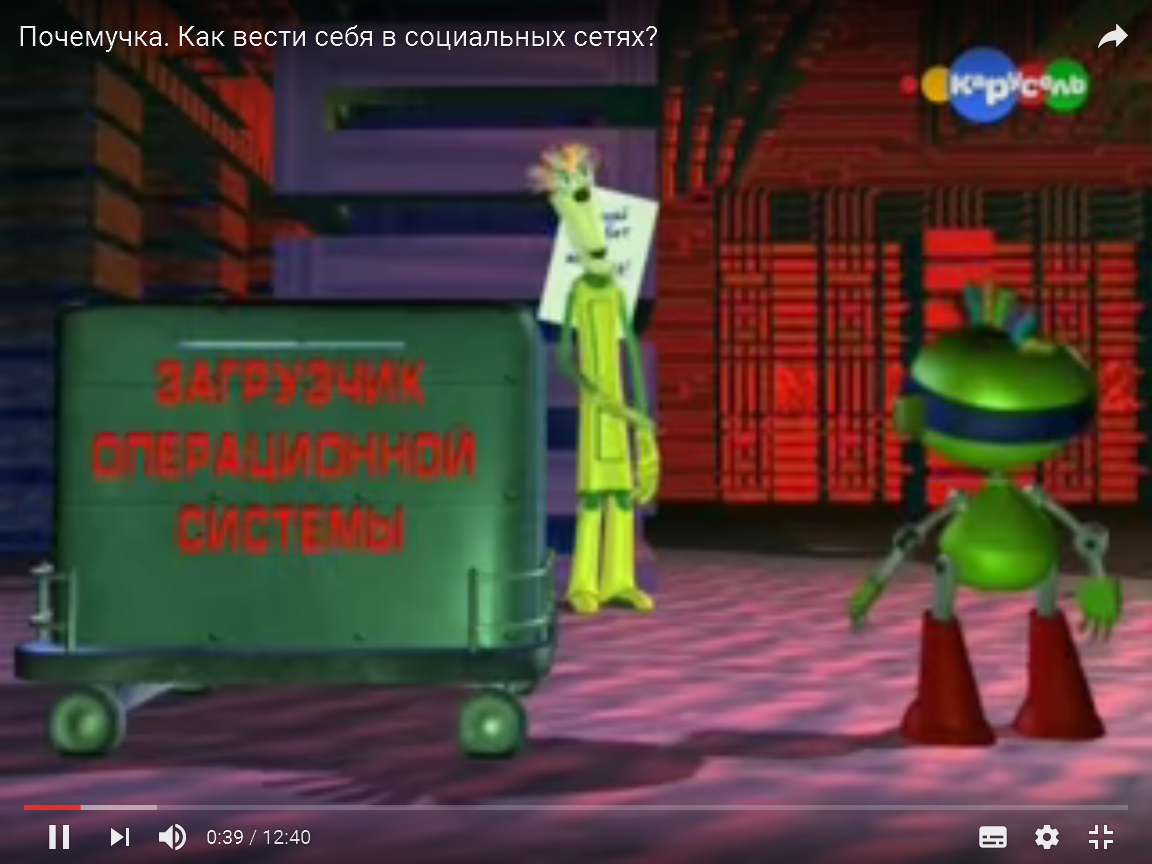 Почемучка. Как вести себя в социальных сетях?
Карусель
ЗАГРУЗЧИК
ОПЕРАЦИОННОЙ
СИСТЕМЫ
0:39 / 12:40